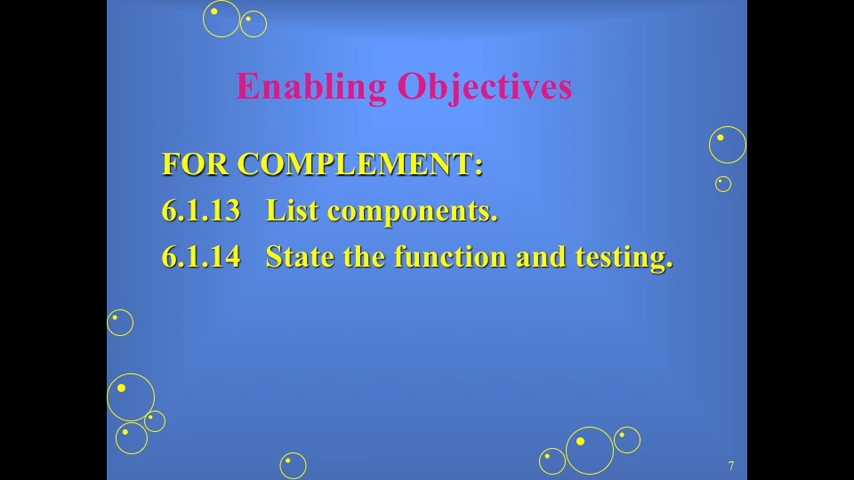 Enabling Objectives
FOR COMPLEMENT:
6.1.13 List components.
6.1.14 State the function and testing.
7